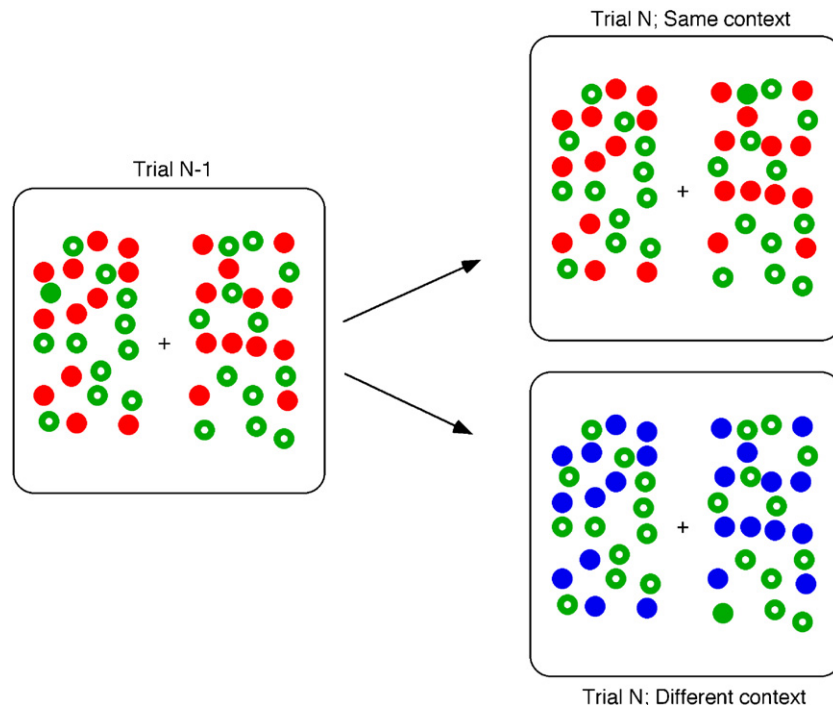 Trial N; Same context
Trial N-1
+
+
+
Trial N; Different context